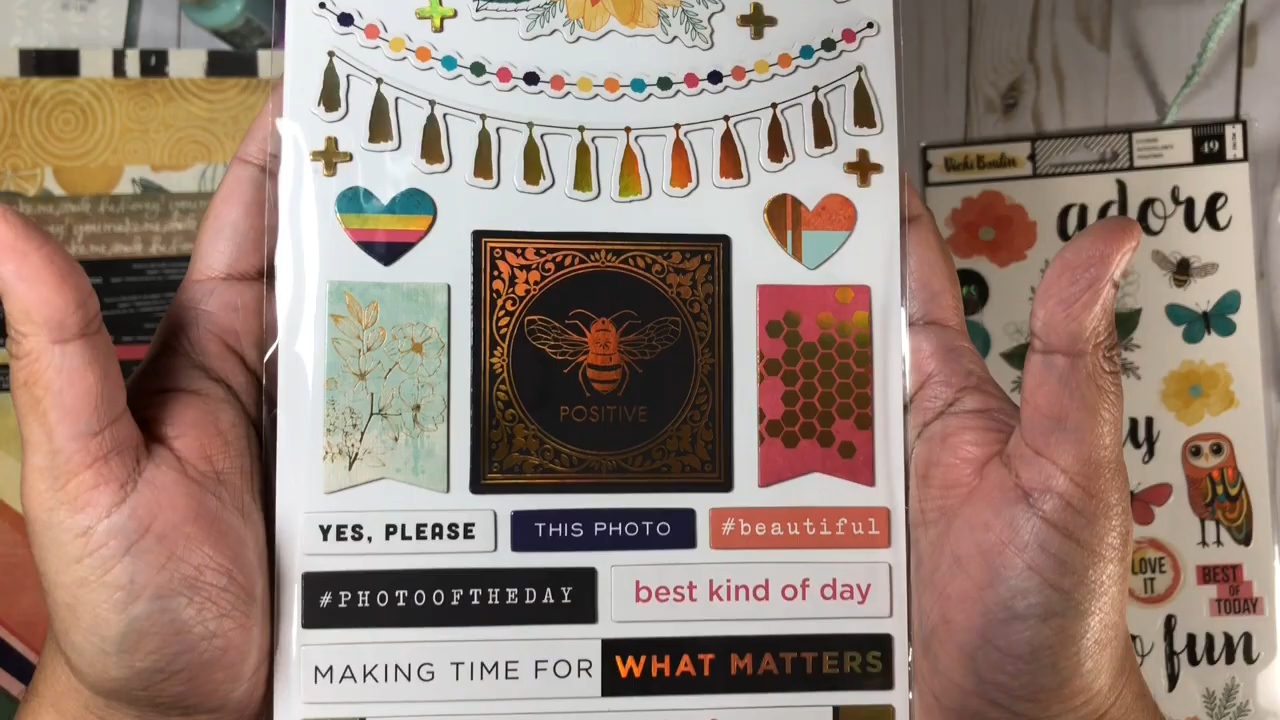 POSITIVE
YES, PLEASE
THIS PHOTO
#beautiful
#PHOTOOFTHEDAY
best kind of day
MAKING TIME FOR WHAT MATTERS
Vicki Boutin
49
adore
LOVE
IT
BEST
OF
TODAY
fun